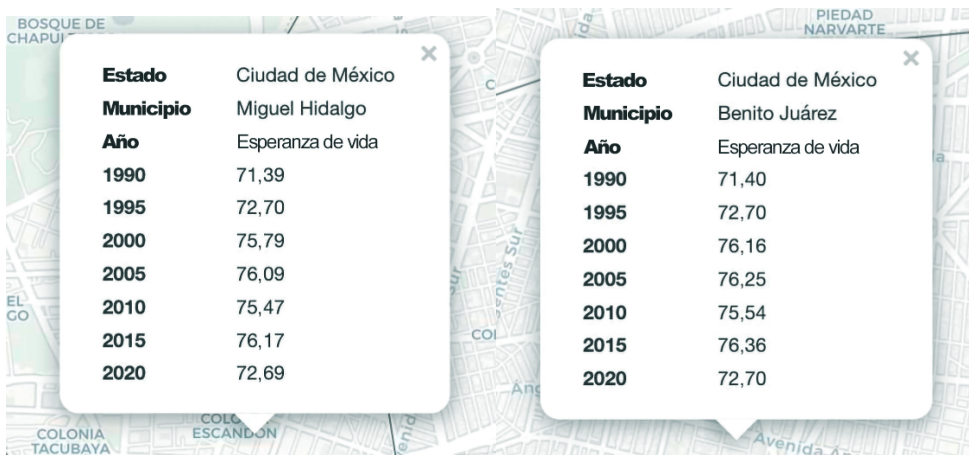 BOSQUE DE
Estado Ciudad de México
Municipio Miguel Hidalgo
Año Esperanza de vida
1990 71,39
1995 72,70
2000 75,79
2005 76,09
2010 75,47
2015 76,17
2020 72,69
COLONIA
TACUBAYA
ESCANDÓN
PIEDAD
NARVARTE
×
Estado Ciudad de México
Municipio Benito Juárez
Año Esperanza de vida
1990 71,40
1995 72,70
2000 76,16
2005 76,25
2010 75,54
2015 76,36
2020 72,70
Avenida